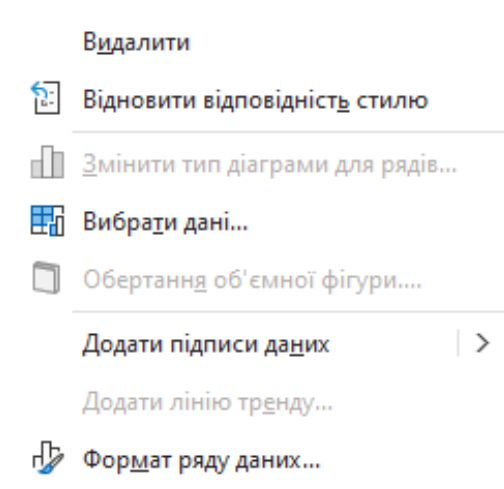 Видалити
Відновити відповідність стилю
Змінити тип діаграми для рядів...
Вибрати дані...
Обертання об'ємної фігури....
Додати підписи даних
Додати лінію тренду...
Формат ряду даних...